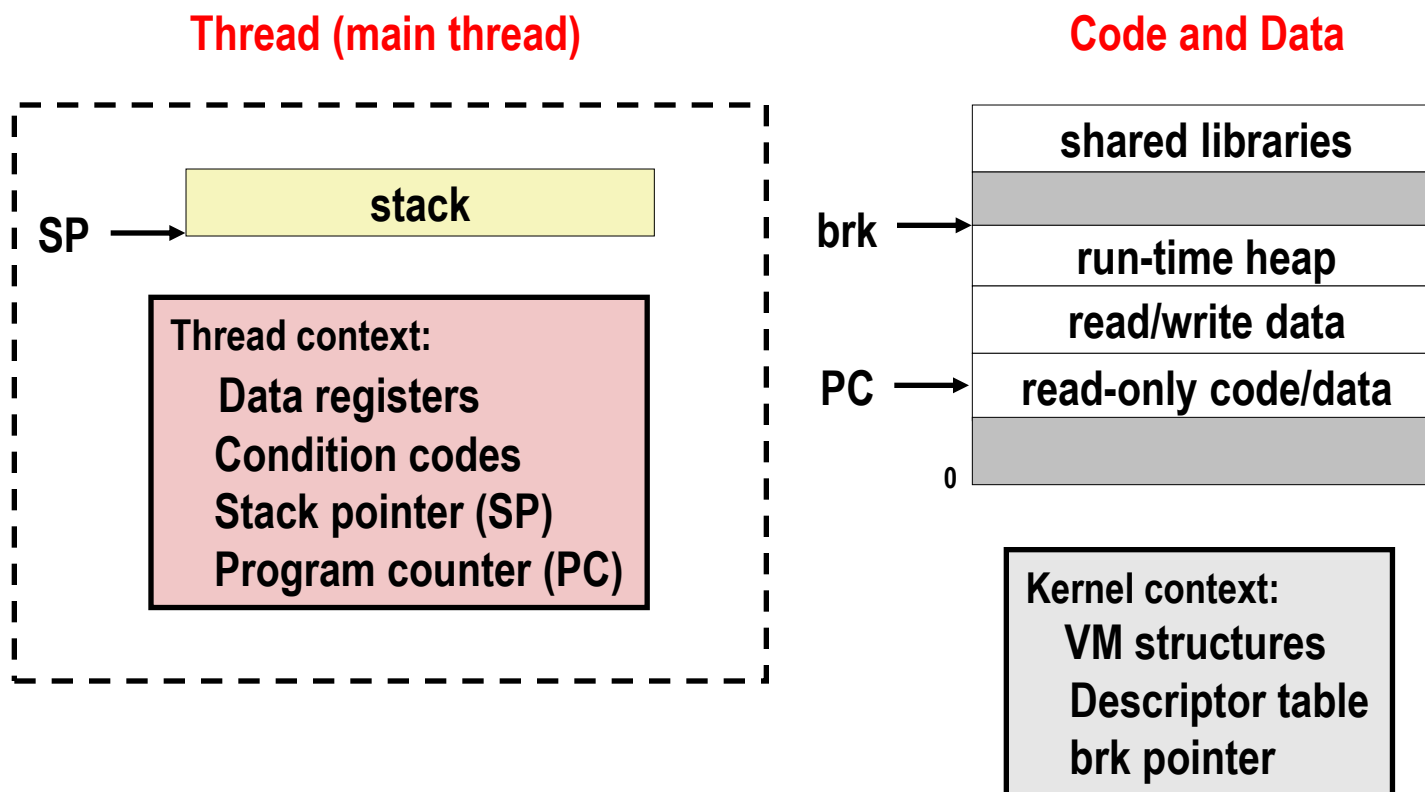 Thread (main thread)
stack
SP
Thread context:
Data registers
Condition codes
Stack pointer (SP)
Program counter (PC)
Code and Data
shared libraries
brk
run-time heap
read/write data
PC
read-only code/data
0
Kernel context:
VM structures
Descriptor table
brk pointer